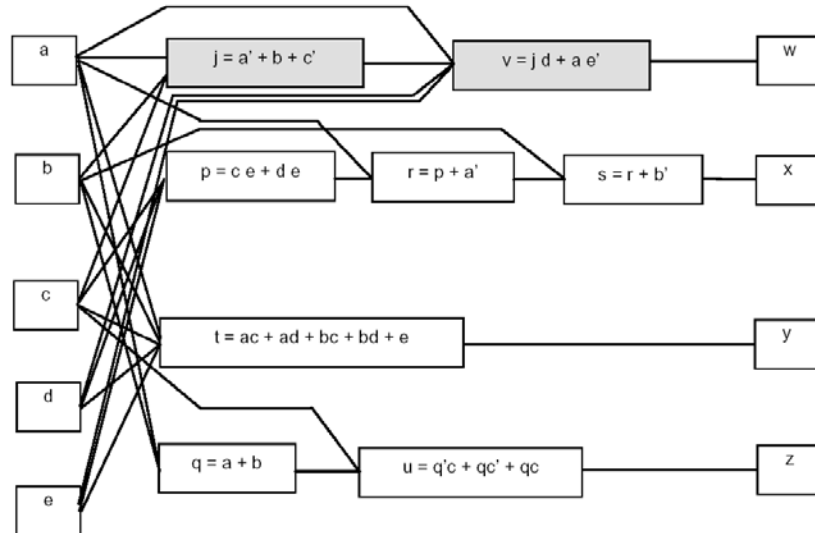 a
j = a' + b + c'
v = j d + a e'
w
b
p = c e + d e
r = p + a'
s = r + b'
x
c
t = ac + ad + bc + bd + e
y
d
q = a + b
u = q'c + qc' + qc
z
e